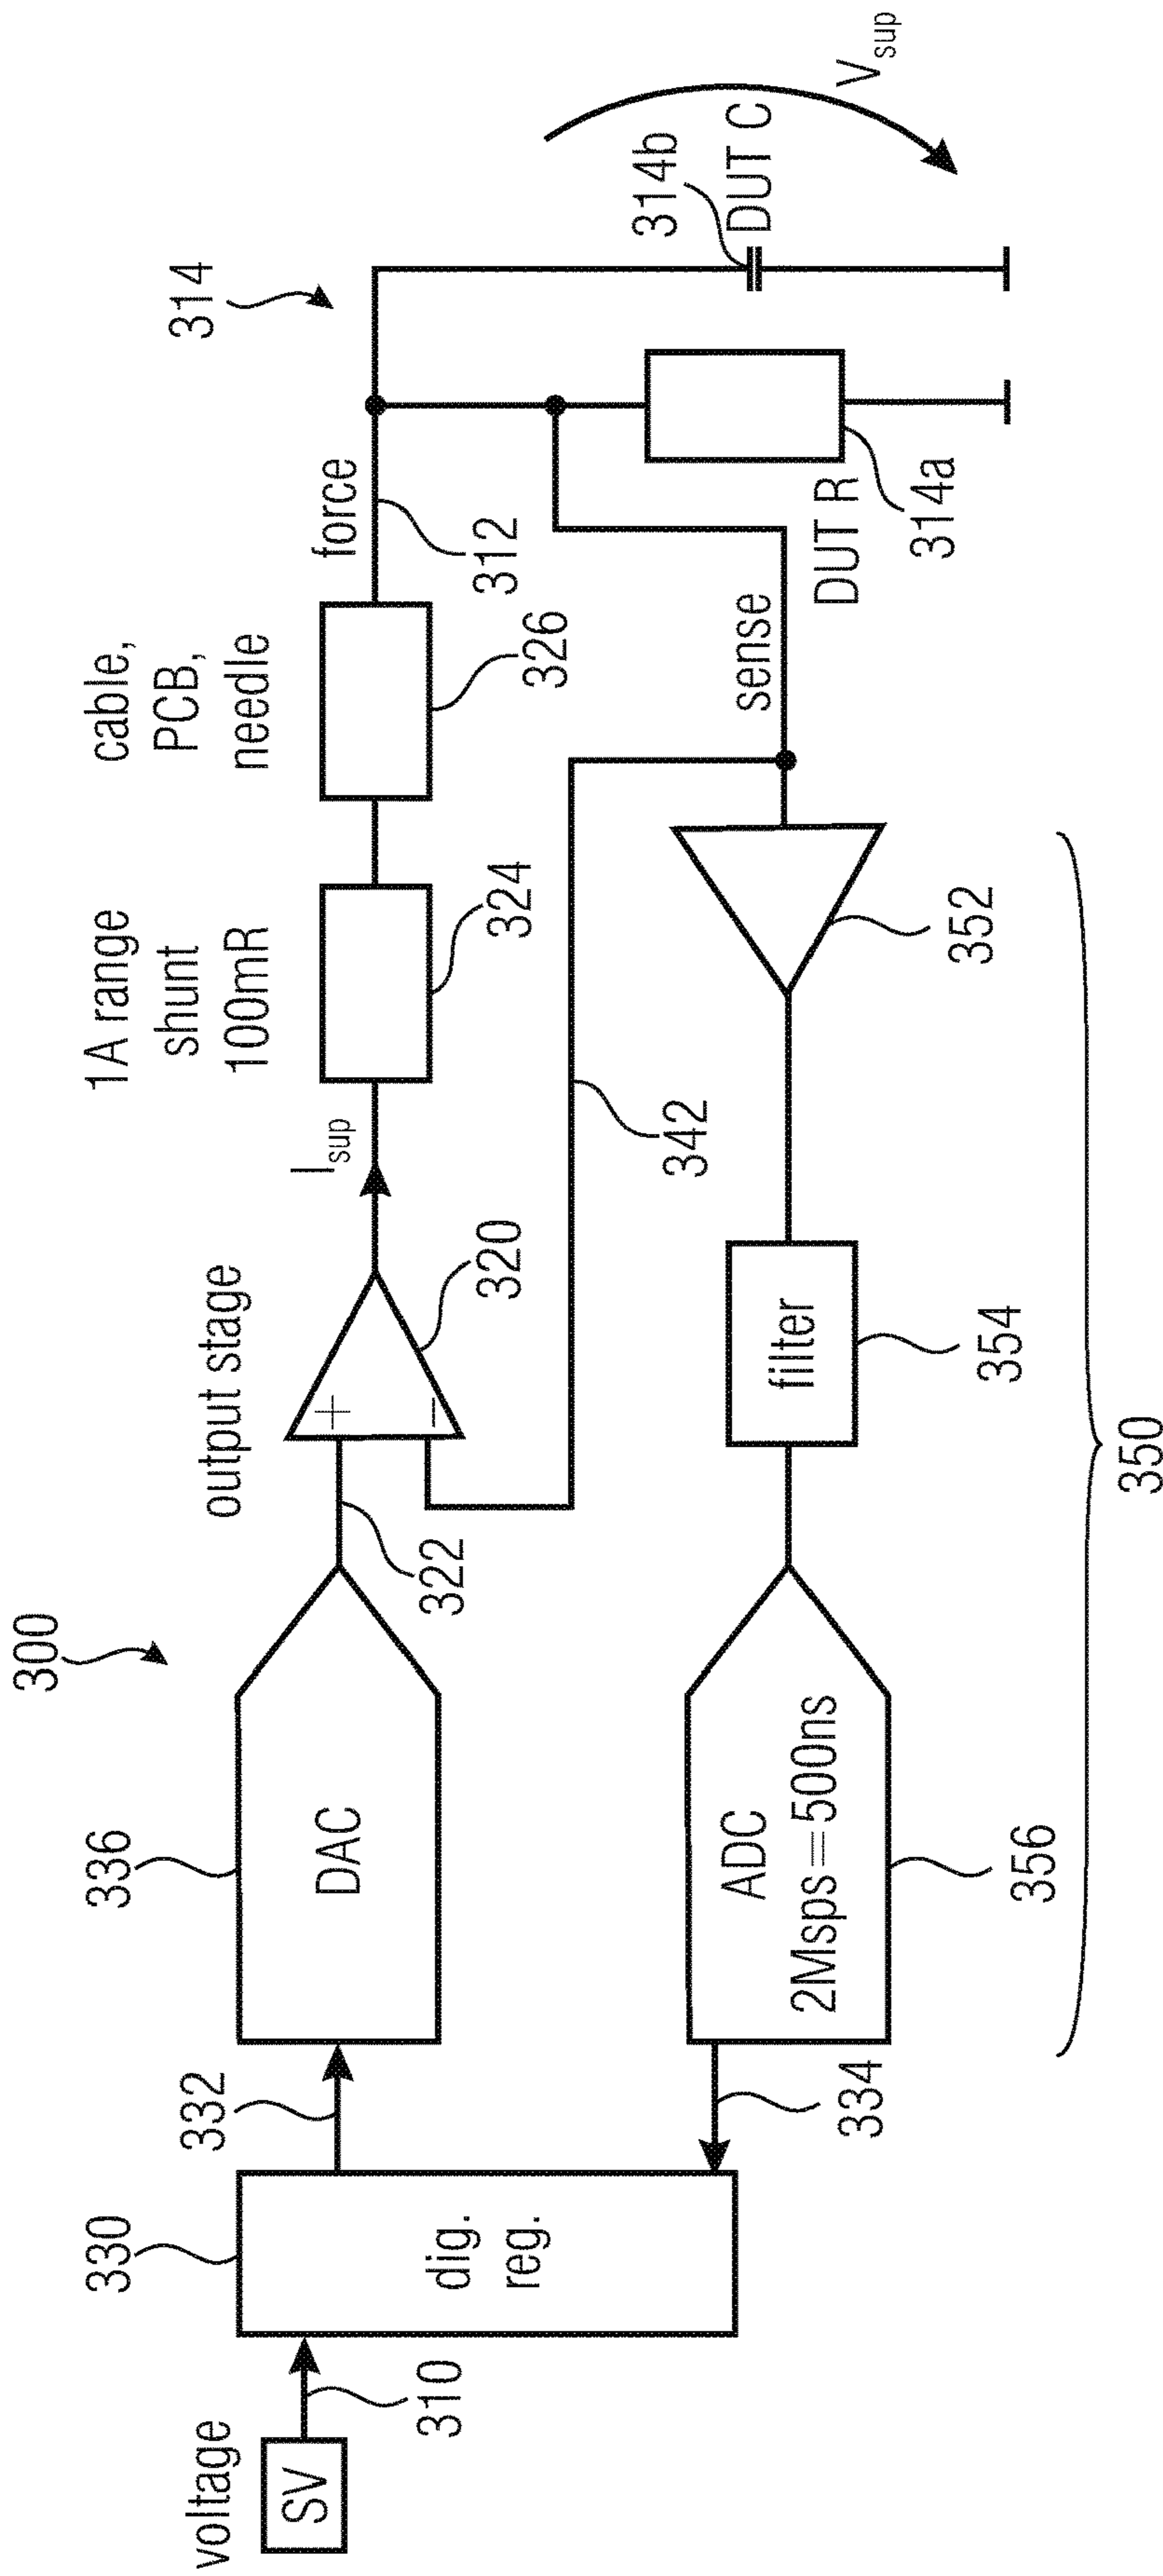 300
voltage
SV
310
330
dig.
reg.
332
334
336
DAC
322
output stage
+
−
320
I sup
1A range
shunt
100mR
324
cable,
PCB,
needle
326
force
312
314
314b
DUT C
V sup
DUT R
314a
sense
342
352
filter
354
ADC
2Msps=500ns
356
350